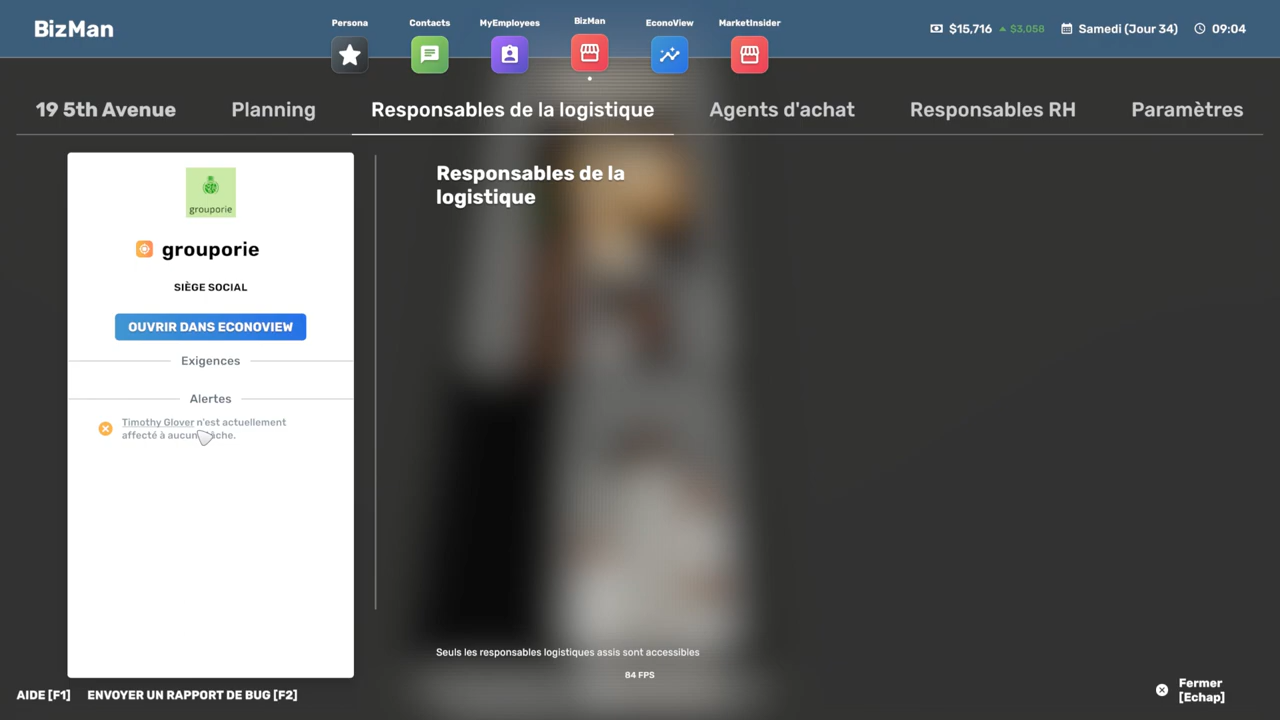 BizMan
Persona
Contacts
MyEmployees
BizMan
EconoView
MarketInsider
$15,716 ▲ $3,058
Samedi (Jour 34)
09:04
19 5th Avenue
Planning
Responsables de la logistique
Agents d'achat
Responsables RH
Paramètres
grouporie
grouporie
SIÈGE SOCIAL
OUVRIR DANS ECONOVIEW
Exigences
Alertes
Timothy Glover n'est actuellement
affecté à aucune tâche.
Responsables de la
logistique
Seuls les responsables logistiques assis sont accessibles
84 FPS
AIDE [F1]
ENVOYER UN RAPPORT DE BUG [F2]
Fermer
[Echap]